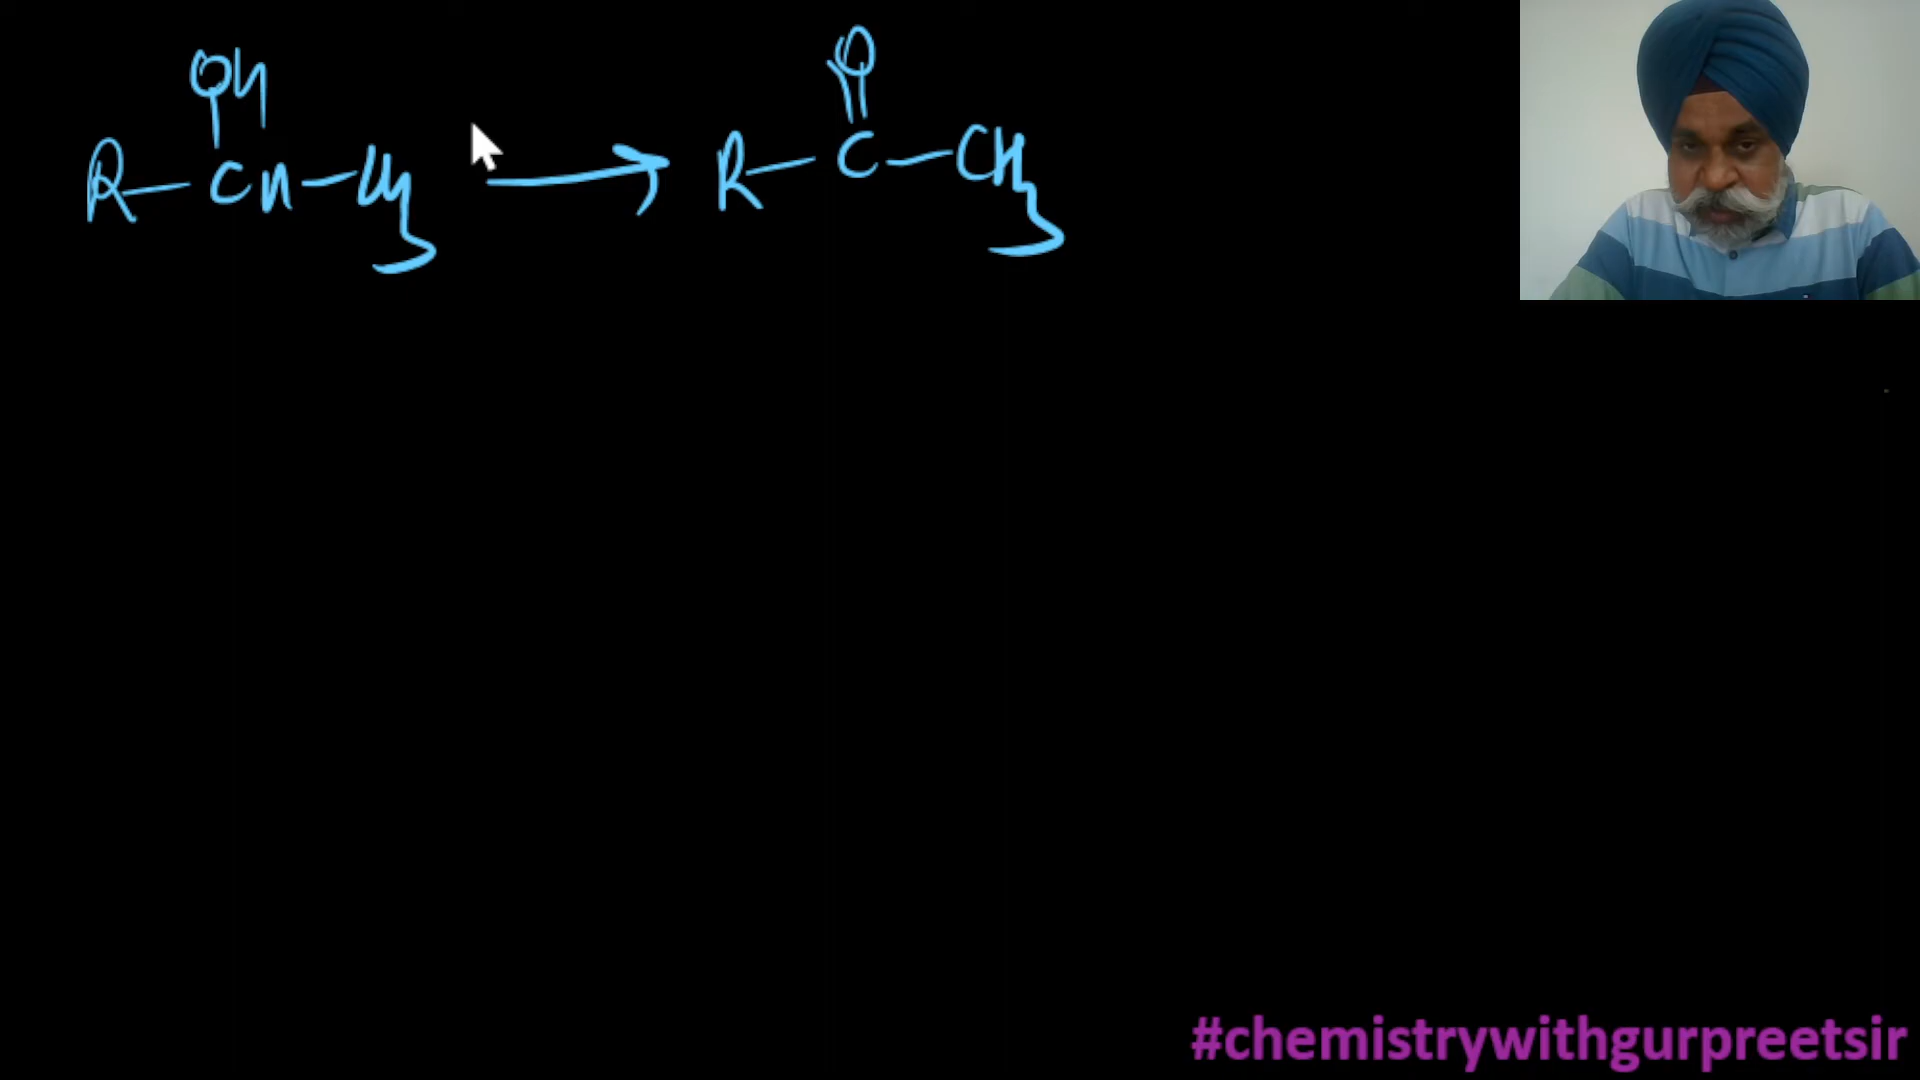 OH O
R—CH—CH3 → R—C—CH3
#chemistrywithgurpreetsir